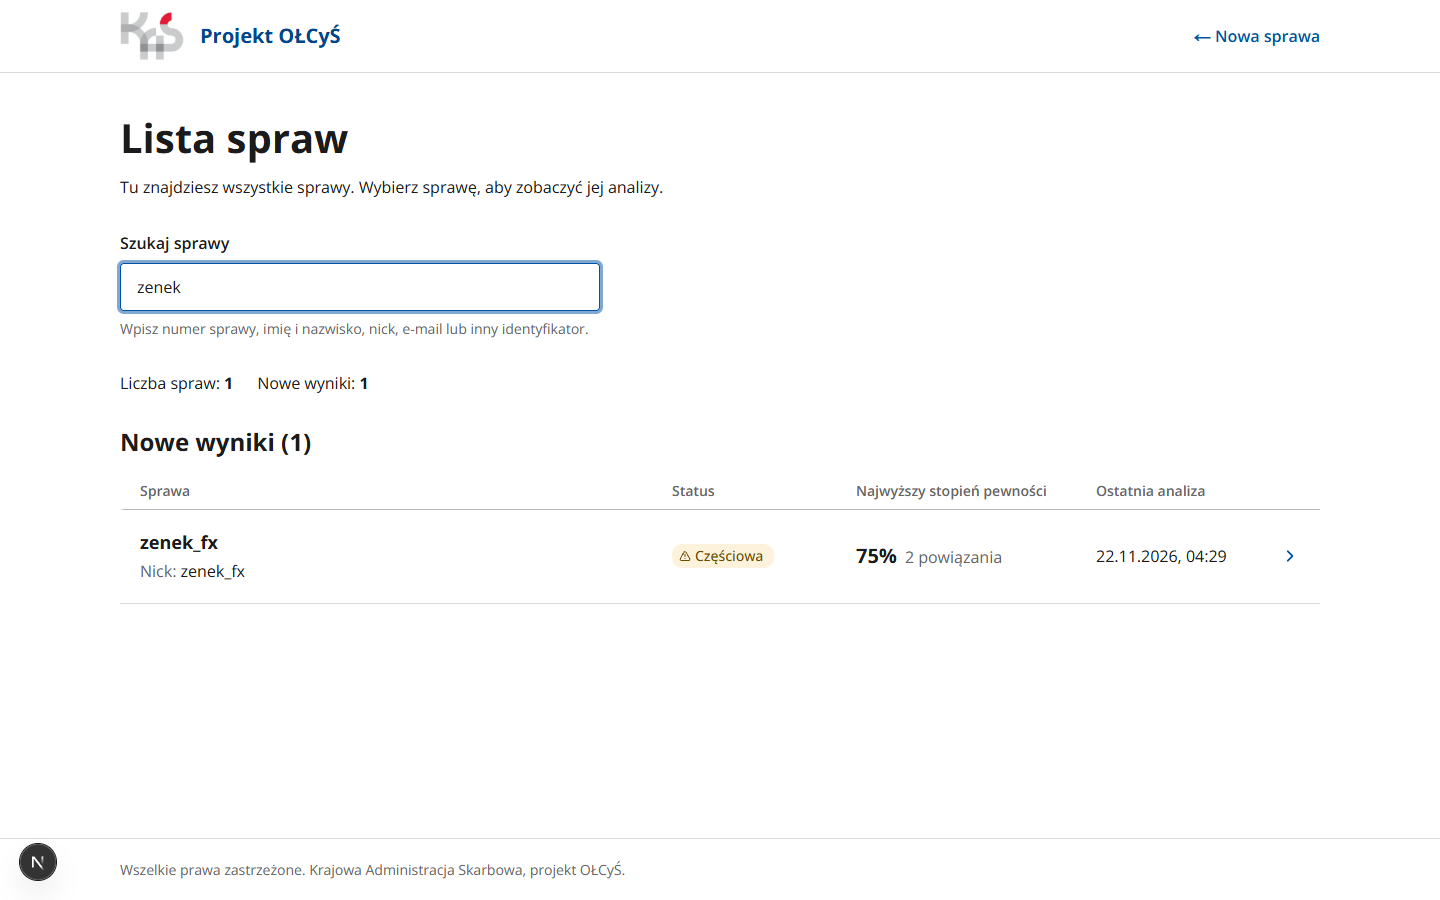 KAS
Projekt OŁCyŚ
← Nowa sprawa
Lista spraw
Tu znajdziesz wszystkie sprawy. Wybierz sprawę, aby zobaczyć jej analizy.
Szukaj sprawy
zenek
Wpisz numer sprawy, imię i nazwisko, nick, e-mail lub inny identyfikator.
Liczba spraw: 1 Nowe wyniki: 1
Nowe wyniki (1)
Sprawa Status Najwyższy stopień pewności Ostatnia analiza
zenek_fx
Nick: zenek_fx
Częściowa 75% 2 powiązania 22.11.2026, 04:29
N
Wszelkie prawa zastrzeżone. Krajowa Administracja Skarbowa, projekt OŁCyŚ.